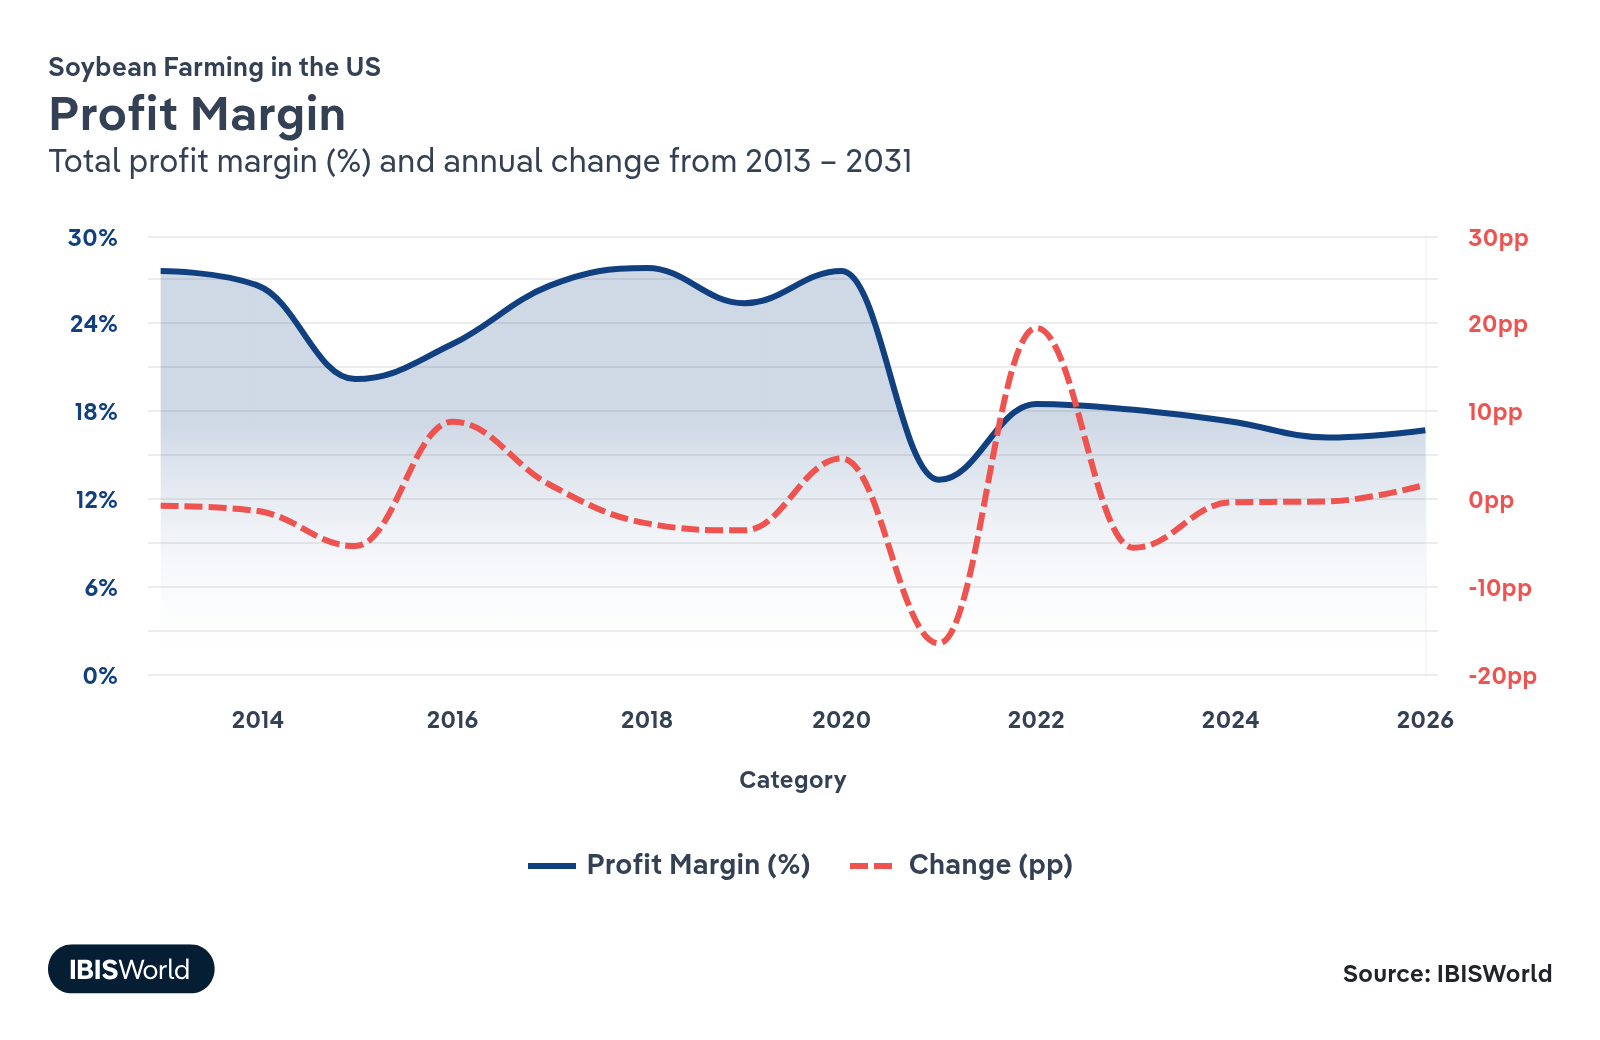 Soybean Farming in the US
Profit Margin
Total profit margin (%) and annual change from 2013 – 2031
30%
24%
18%
12%
6%
0%
30pp
20pp
10pp
0pp
-10pp
-20pp
2014 2016 2018 2020 2022 2024 2026
Category
Profit Margin (%) Change (pp)
IBISWorld
Source: IBISWorld